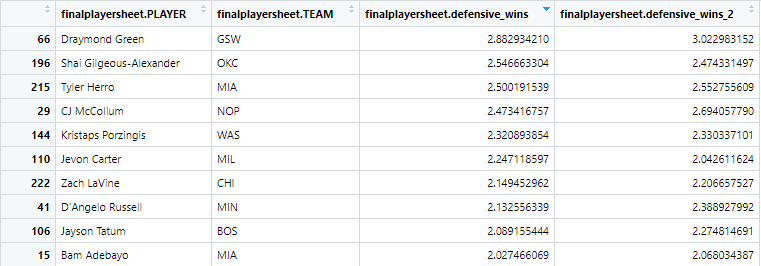 finalplayersheet.PLAYER finalplayersheet.TEAM finalplayersheet.defensive_wins finalplayersheet.defensive_wins_2
66 Draymond Green GSW 2.882934210 3.022983152
196 Shai Gilgeous-Alexander OKC 2.546663304 2.474331497
215 Tyler Herro MIA 2.500191539 2.552755609
29 CJ McCollum NOP 2.473416757 2.694057790
144 Kristaps Porzingis WAS 2.320893854 2.330337101
110 Jevon Carter MIL 2.247118597 2.042611624
222 Zach LaVine CHI 2.149452962 2.206657527
41 D'Angelo Russell MIN 2.132556339 2.388927992
106 Jayson Tatum BOS 2.089155444 2.274814691
15 Bam Adebayo MIA 2.027466069 2.068034387